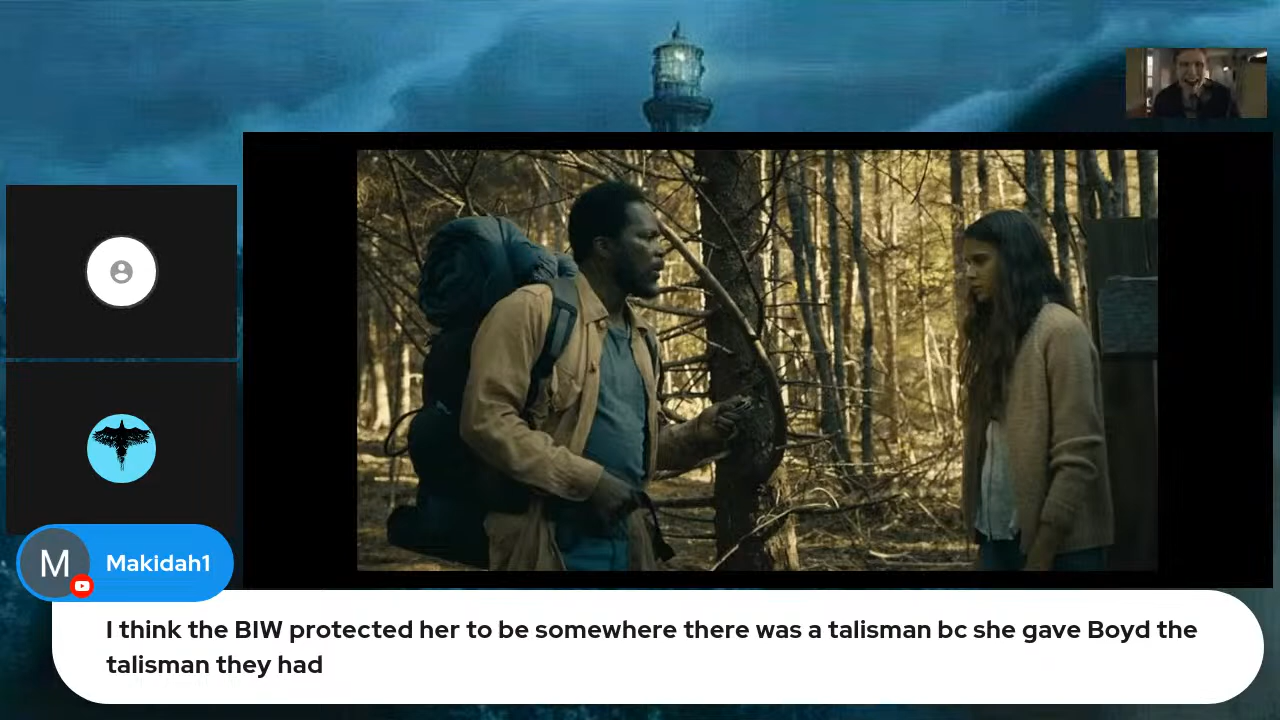 M
Makidah1
I think the BIW protected her to be somewhere there was a talisman bc she gave Boyd the
talisman they had